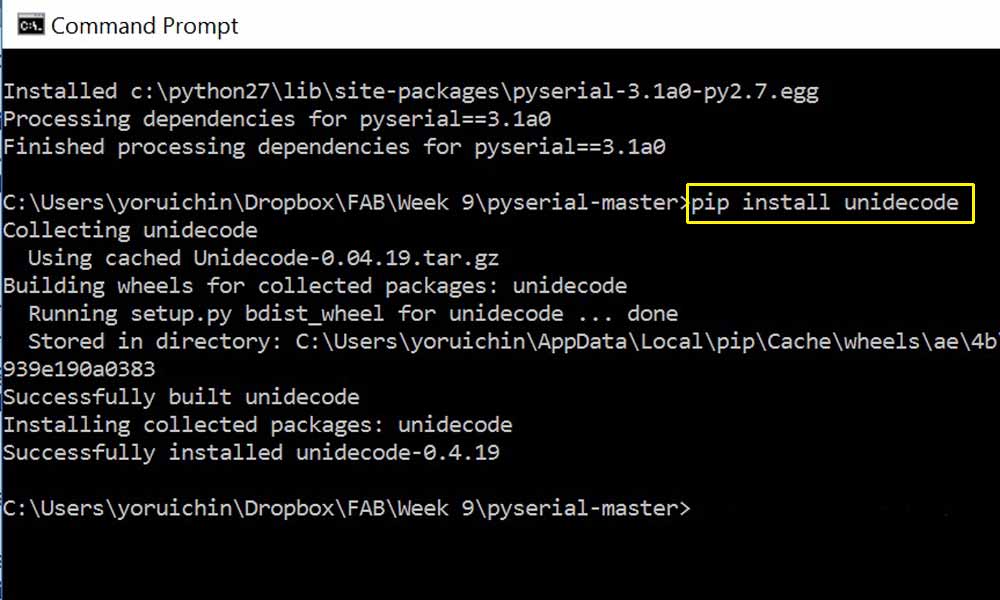 Command Prompt
Installed c:\python27\lib\site-packages\pyserial-3.1a0-py2.7.egg
Processing dependencies for pyserial==3.1a0
Finished processing dependencies for pyserial==3.1a0
C:\Users\yoruichin\Dropbox\FAB\Week 9\pyserial-master>pip install unidecode
Collecting unidecode
Using cached Unidecode-0.04.19.tar.gz
Building wheels for collected packages: unidecode
Running setup.py bdist_wheel for unidecode ... done
Stored in directory: C:\Users\yoruichin\AppData\Local\pip\Cache\wheels\ae\4b
939e190a0383
Successfully built unidecode
Installing collected packages: unidecode
Successfully installed unidecode-0.4.19
C:\Users\yoruichin\Dropbox\FAB\Week 9\pyserial-master>